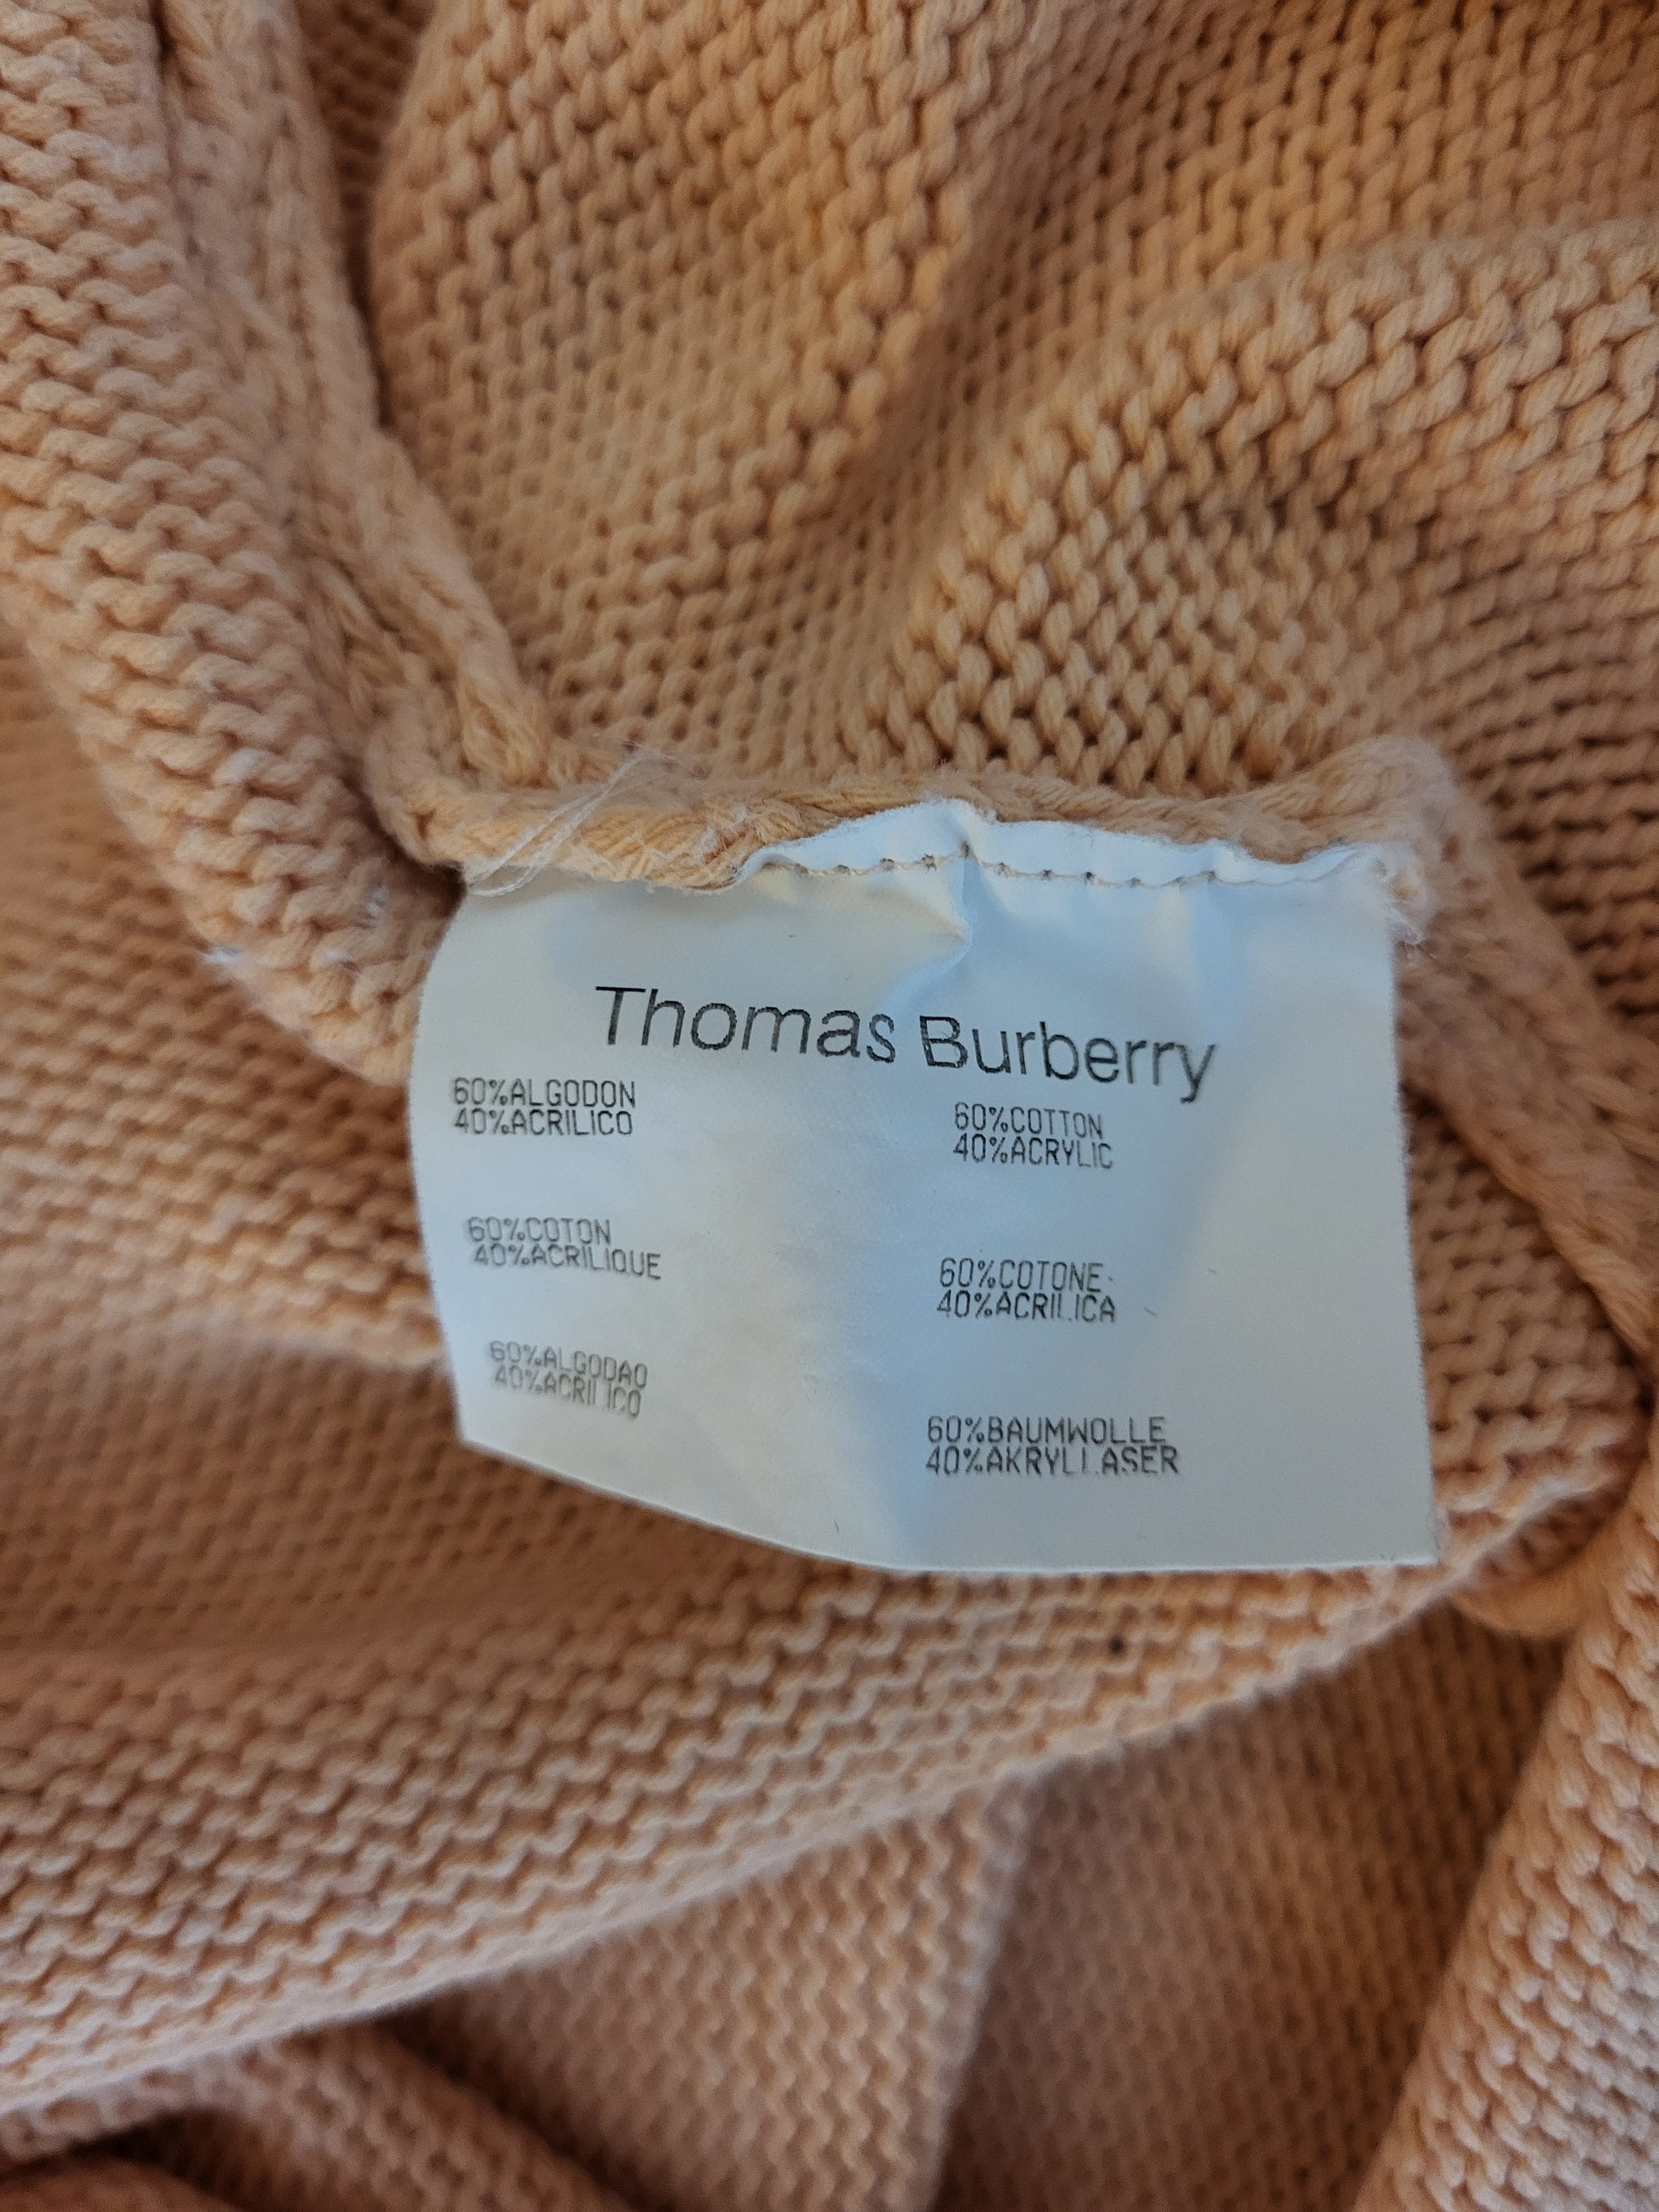 Thomas Burberry
60%ALGODON
40%ACRILICO
60%COTTON
40%ACRYLIC
60%COTON
40%ACRILIQUE
60%COTONE
40%ACRILICA
60%ALGODAO
40%ACRILICO
60%BAUMWOLLE
40%AKRYLLASER